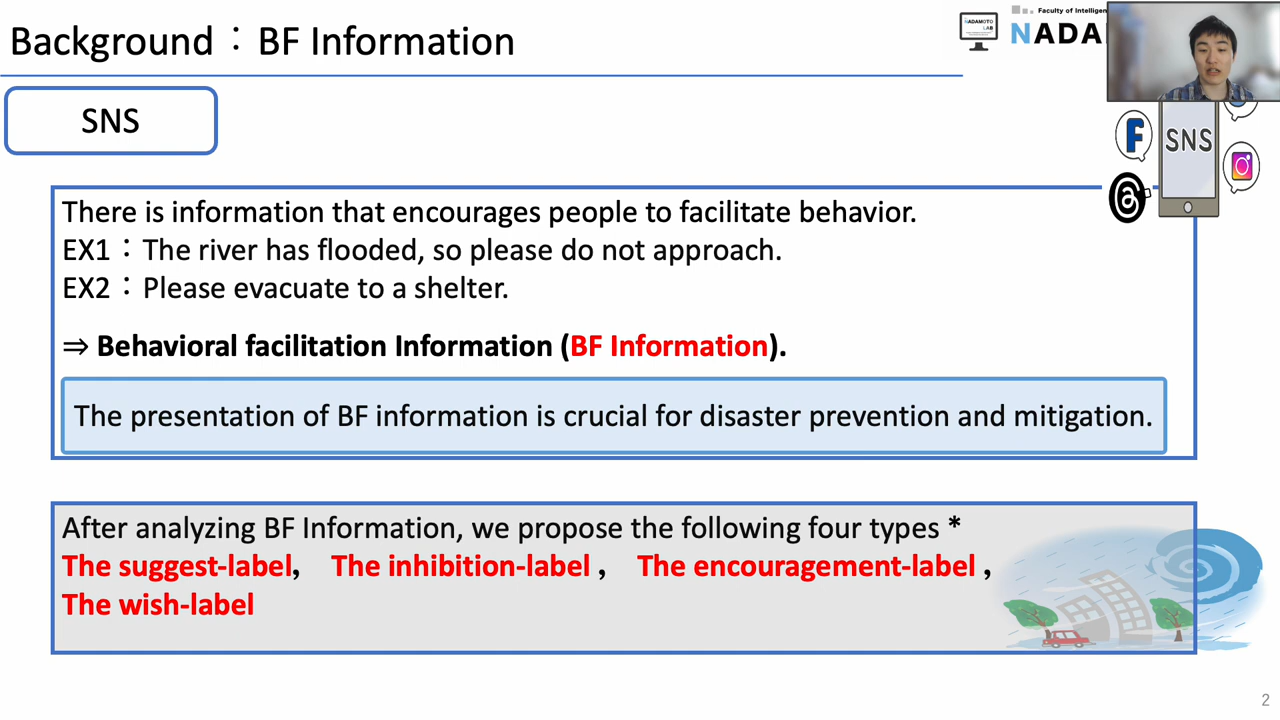 Background：BF Information
NADAMOTO
LAB
Faculty of Intelligen
NADA
SNS
F
SNS
There is information that encourages people to facilitate behavior.
EX1：The river has flooded, so please do not approach.
EX2：Please evacuate to a shelter.
⇒ Behavioral facilitation Information (BF Information).
The presentation of BF information is crucial for disaster prevention and mitigation.
After analyzing BF Information, we propose the following four types *
The suggest-label, The inhibition-label , The encouragement-label ,
The wish-label
2